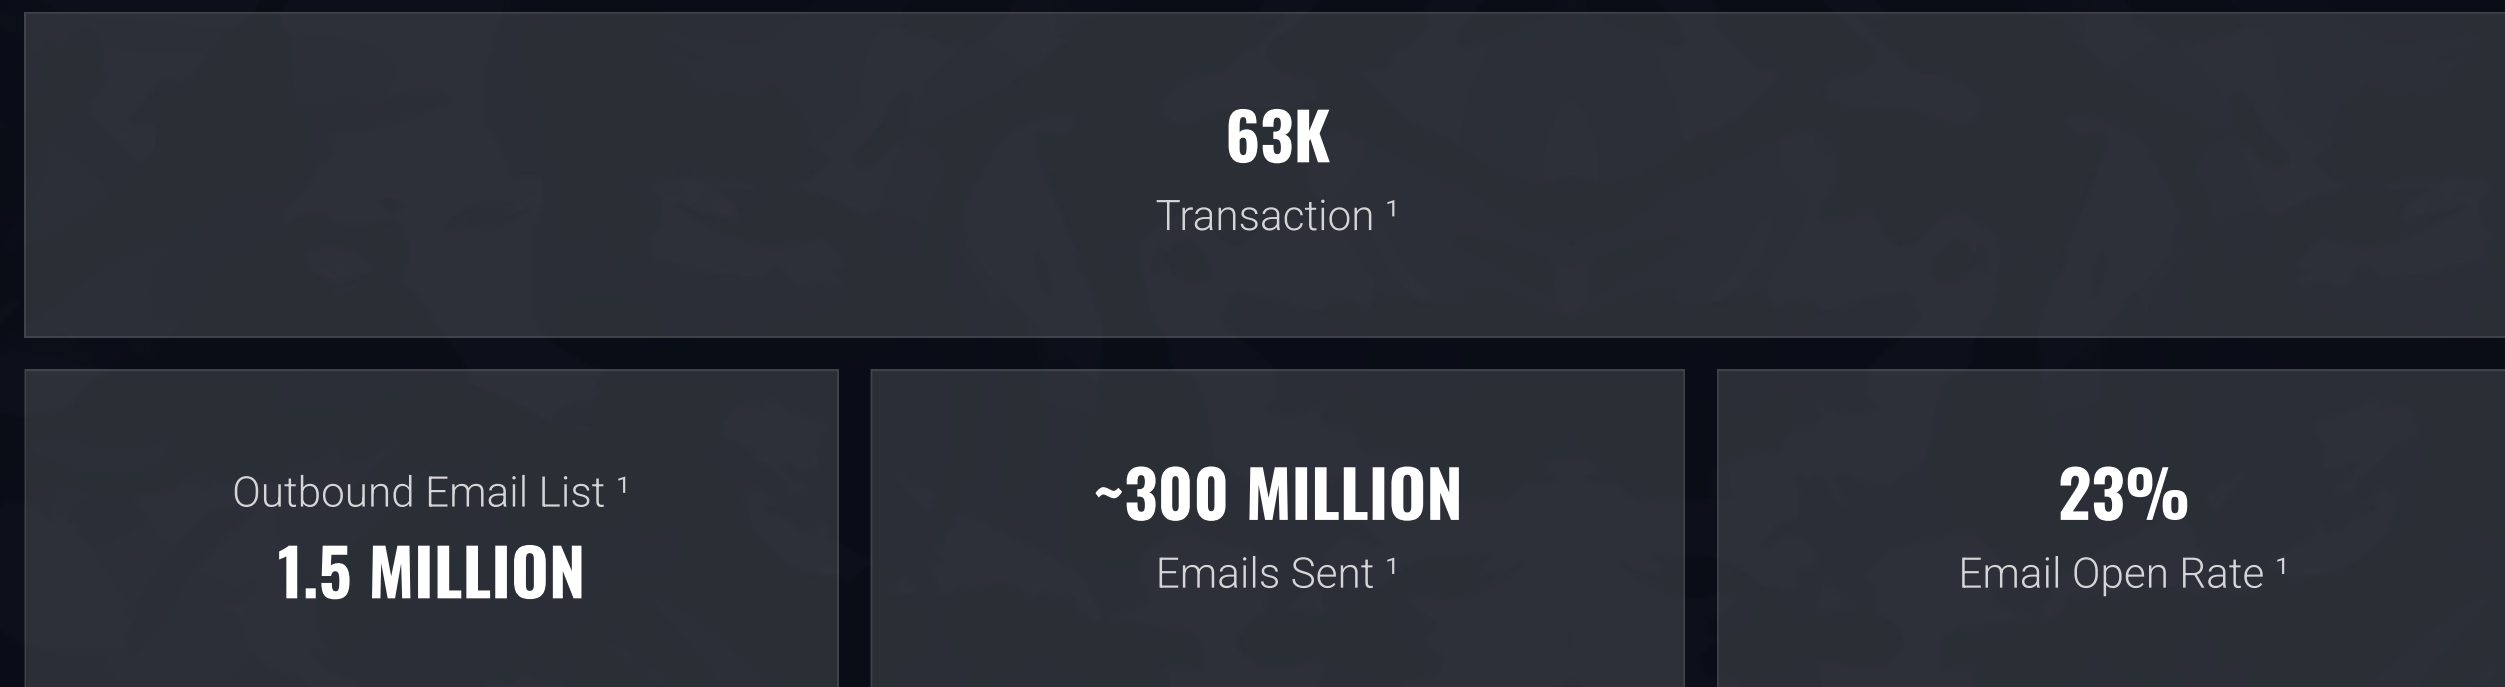 63K
Transaction ¹
Outbound Email List ¹
1.5 MILLION
~300 MILLION
Emails Sent ¹
23%
Email Open Rate ¹